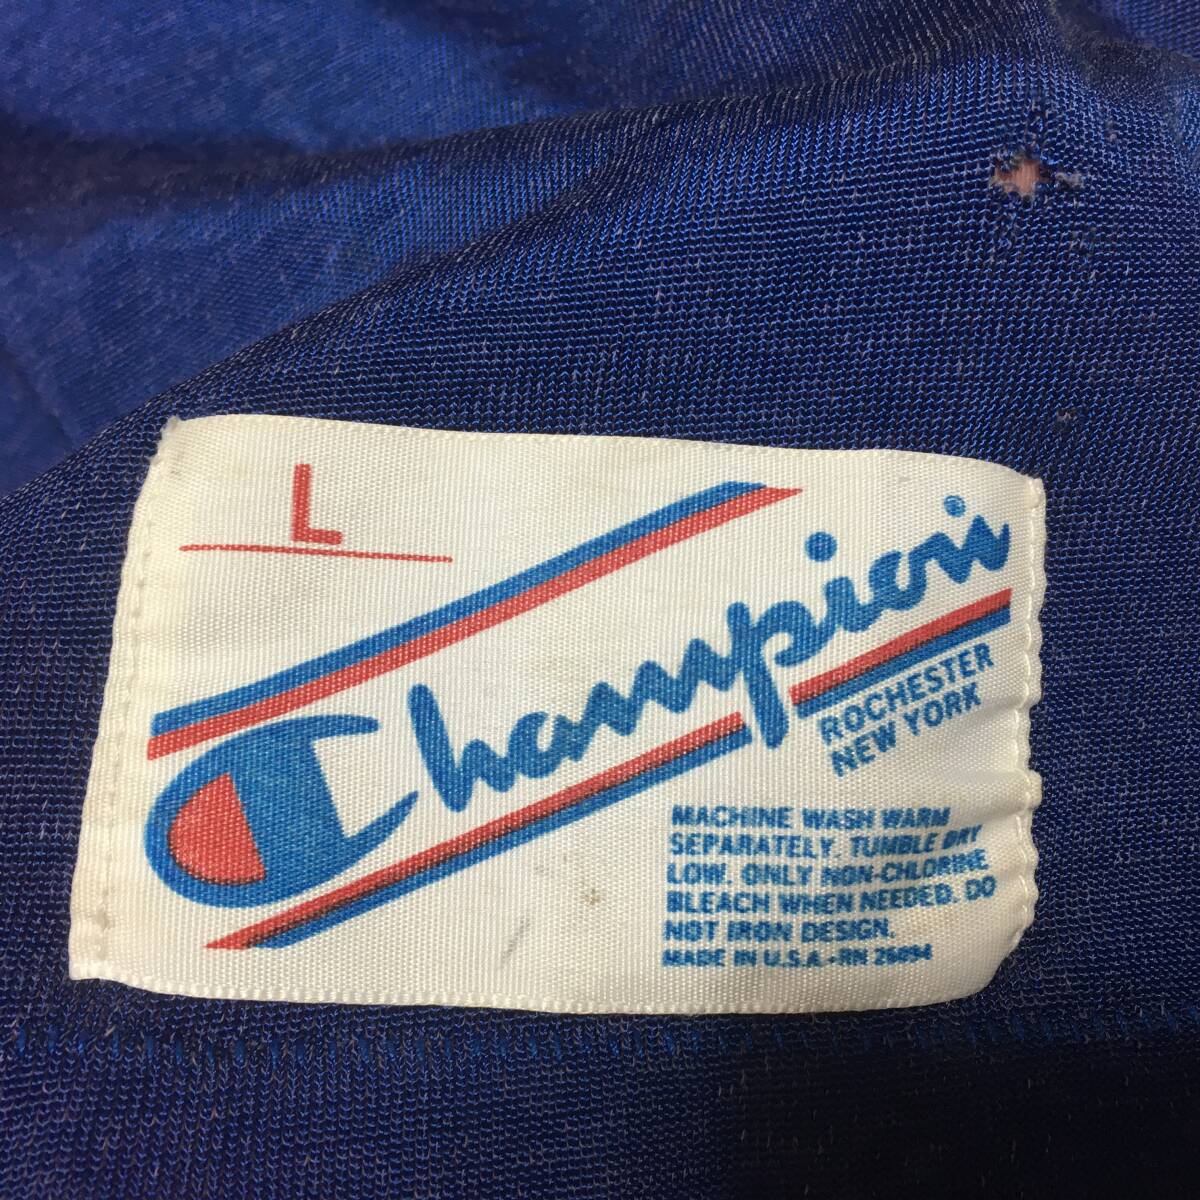 L
Champion
ROCHESTER
NEW YORK
MACHINE WASH WARM
SEPARATELY. TUMBLE DRY
LOW. ONLY NON-CHLORINE
BLEACH WHEN NEEDED. DO
NOT IRON DESIGN.
MADE IN U.S.A.-RN 26094